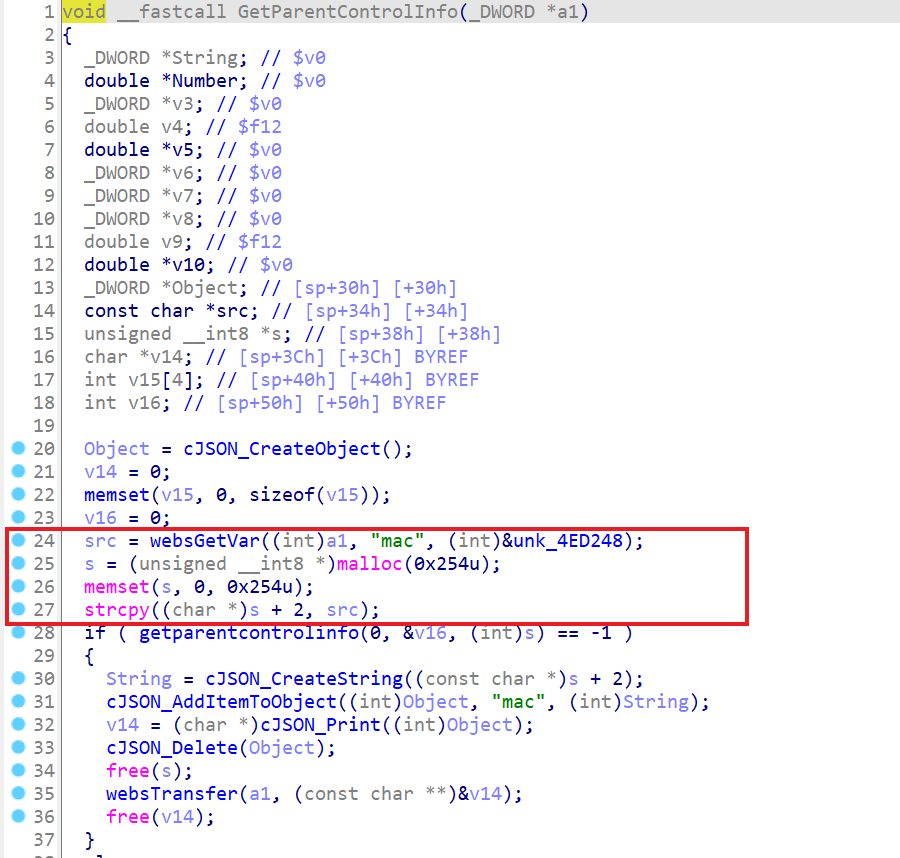 1 void __fastcall GetParentControlInfo(_DWORD *a1)
2 {
3 _DWORD *String; // $v0
4 double *Number; // $v0
5 _DWORD *v3; // $v0
6 double v4; // $f12
7 double *v5; // $v0
8 _DWORD *v6; // $v0
9 _DWORD *v7; // $v0
10 _DWORD *v8; // $v0
11 double v9; // $f12
12 double *v10; // $v0
13 _DWORD *Object; // [sp+30h] [+30h]
14 const char *src; // [sp+34h] [+34h]
15 unsigned __int8 *s; // [sp+38h] [+38h]
16 char *v14; // [sp+3Ch] [+3Ch] BYREF
17 int v15[4]; // [sp+40h] [+40h] BYREF
18 int v16; // [sp+50h] [+50h] BYREF
19
20 Object = cJSON_CreateObject();
21 v14 = 0;
22 memset(v15, 0, sizeof(v15));
23 v16 = 0;
24 src = websGetVar((int)a1, "mac", (int)&unk_4ED248);
25 s = (unsigned __int8 *)malloc(0x254u);
26 memset(s, 0, 0x254u);
27 strcpy((char *)s + 2, src);
28 if ( getparentcontrolinfo(0, &v16, (int)s) == -1 )
29 {
30 String = cJSON_CreateString((const char *)s + 2);
31 cJSON_AddItemToObject((int)Object, "mac", (int)String);
32 v14 = (char *)cJSON_Print((int)Object);
33 cJSON_Delete(Object);
34 free(s);
35 websTransfer(a1, (const char **)&v14);
36 free(v14);
37 }